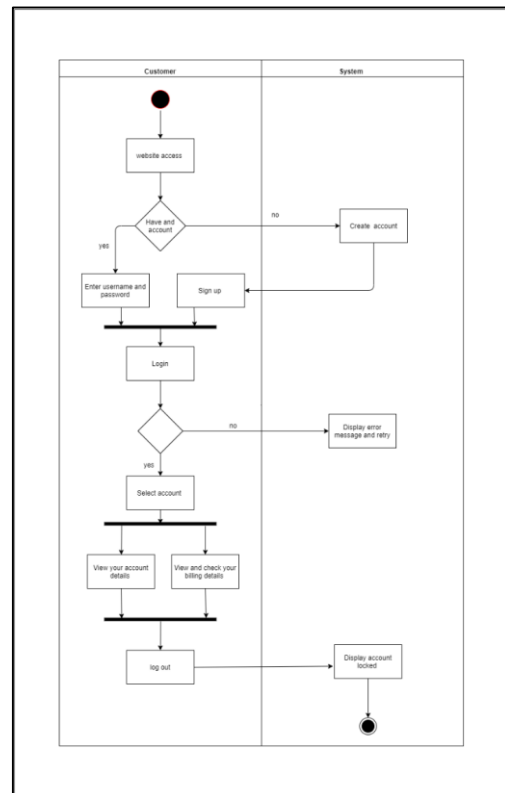 Customer
System
website access
Have and
account
no
Create  account
yes
Enter username and
password
Sign up
Login
no
Display error
message and retry
yes
Select account
View your account
details
View and check your
billing details
log out
Display account
locked